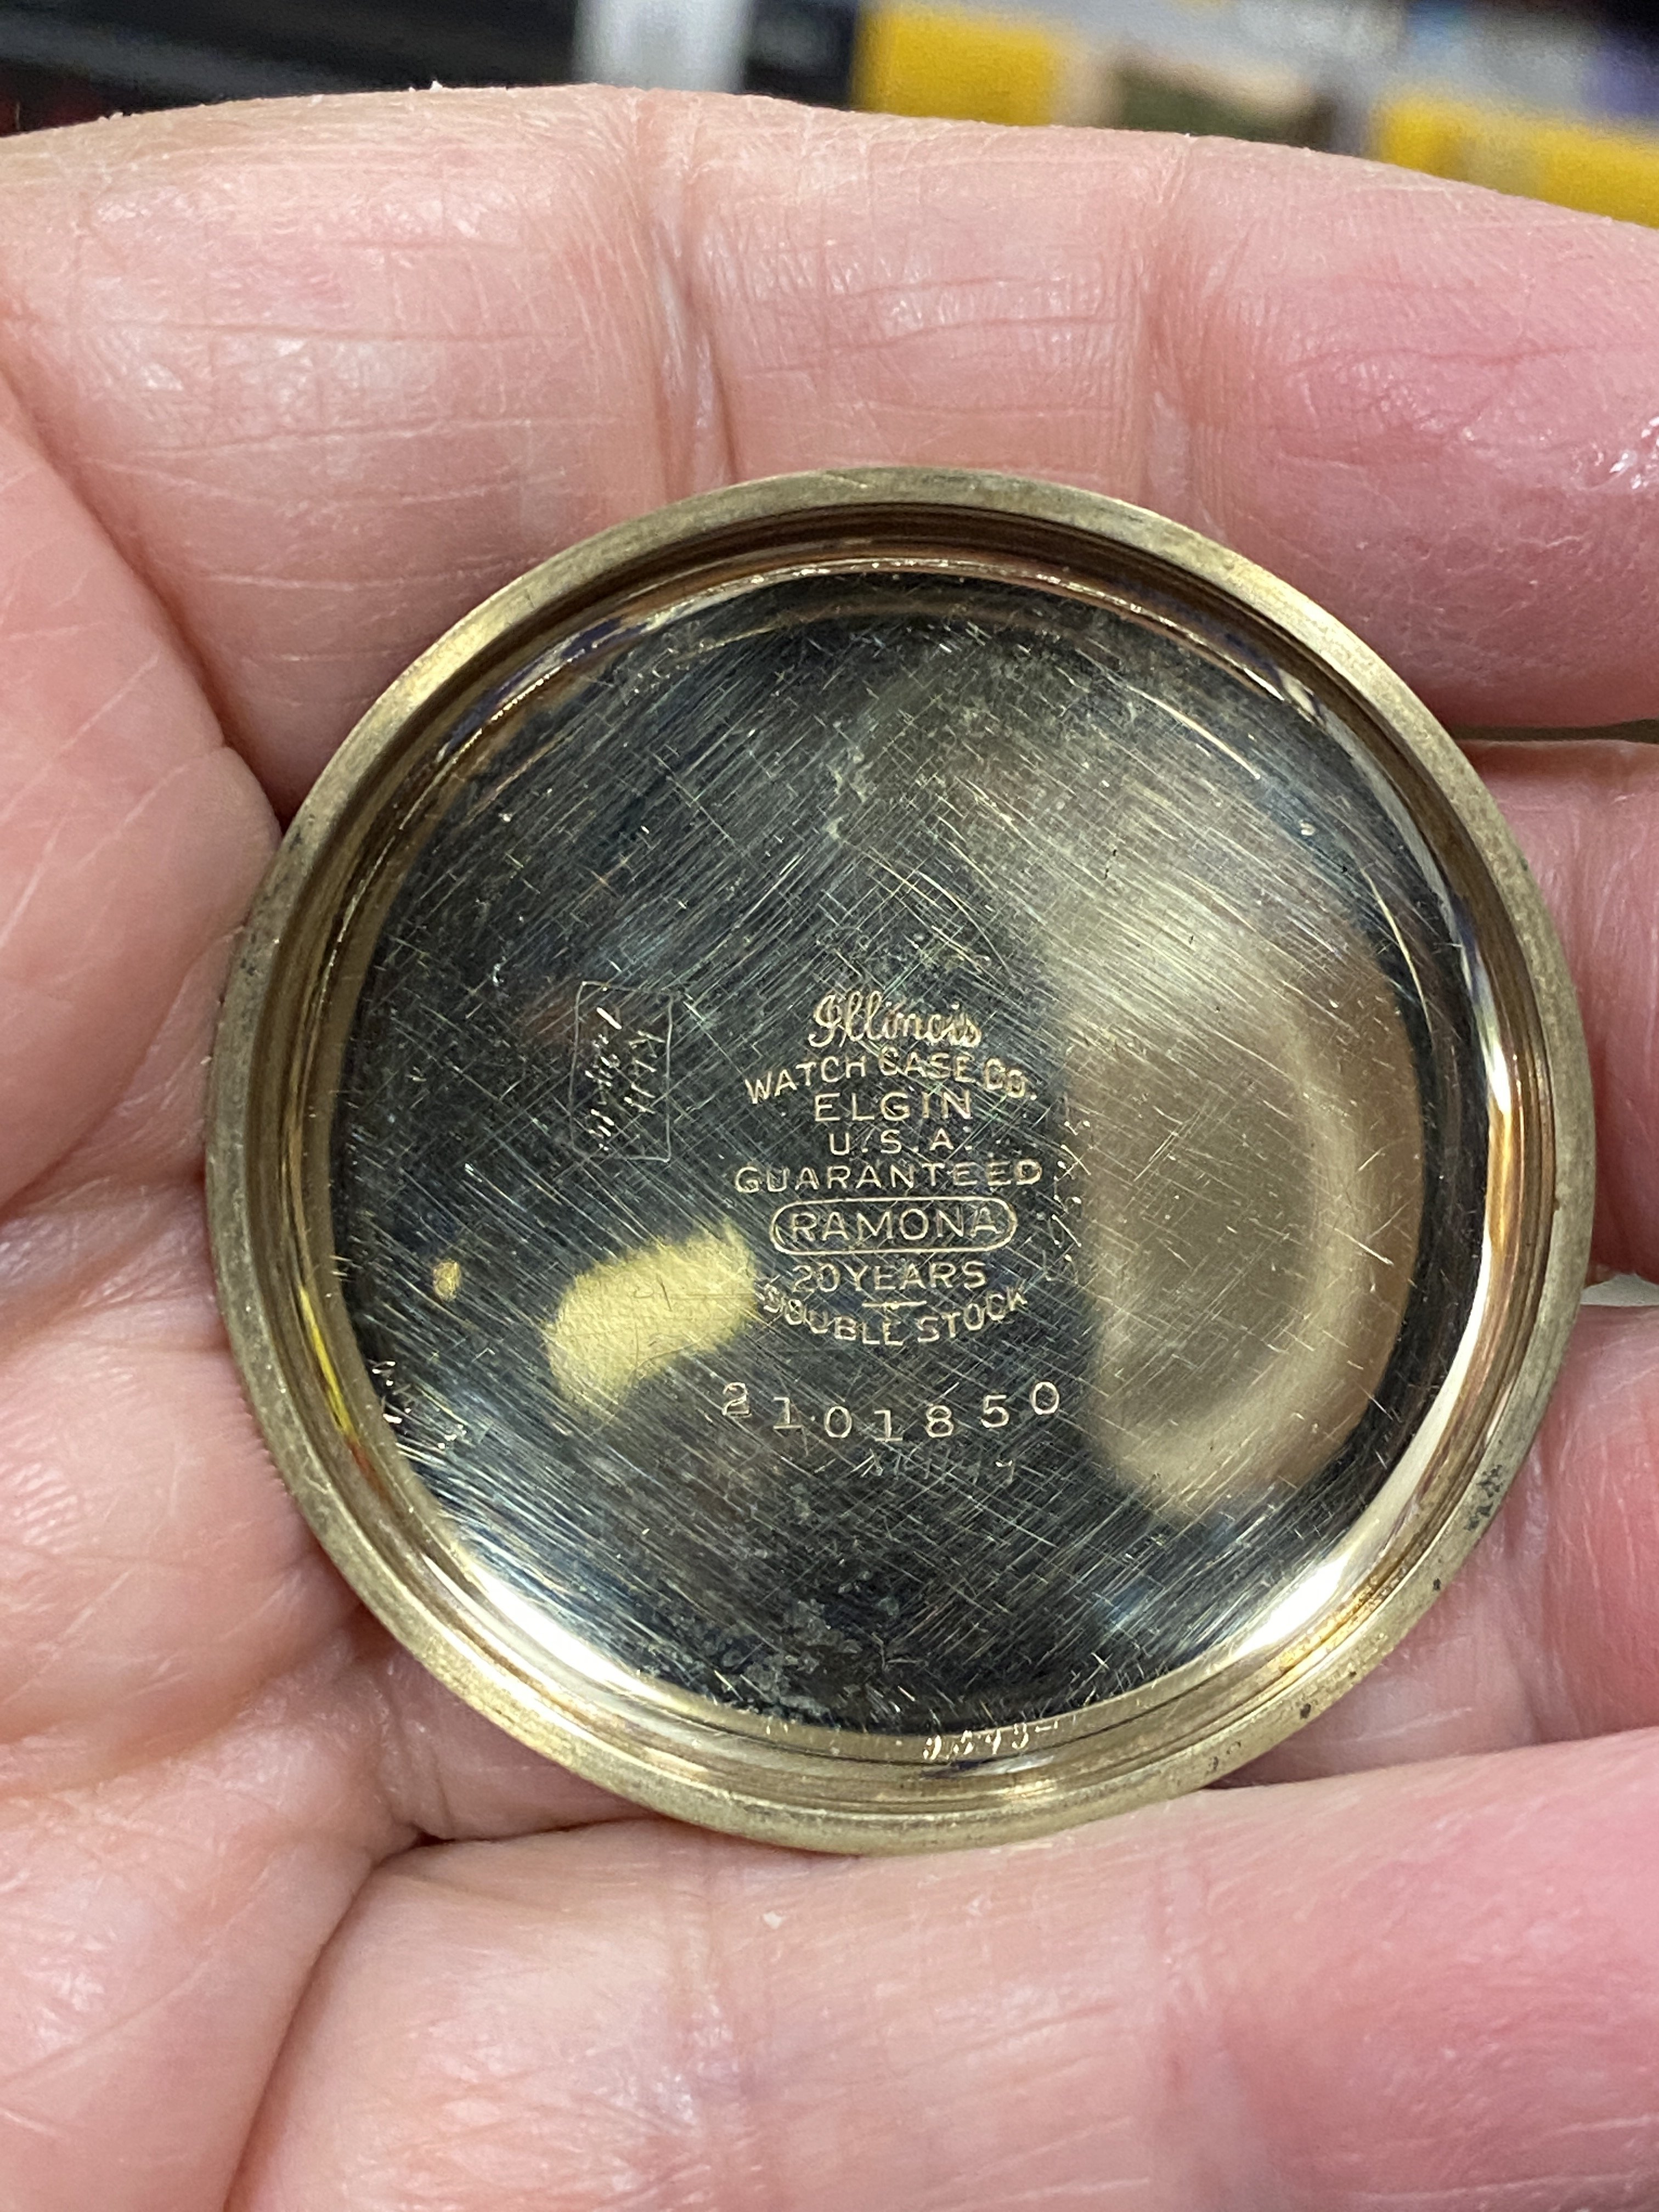 Illinois
WATCH CASE CO.
ELGIN
U.S.A.
GUARANTEED
RAMONA
20 YEARS
DOUBLE STOCK
2101850